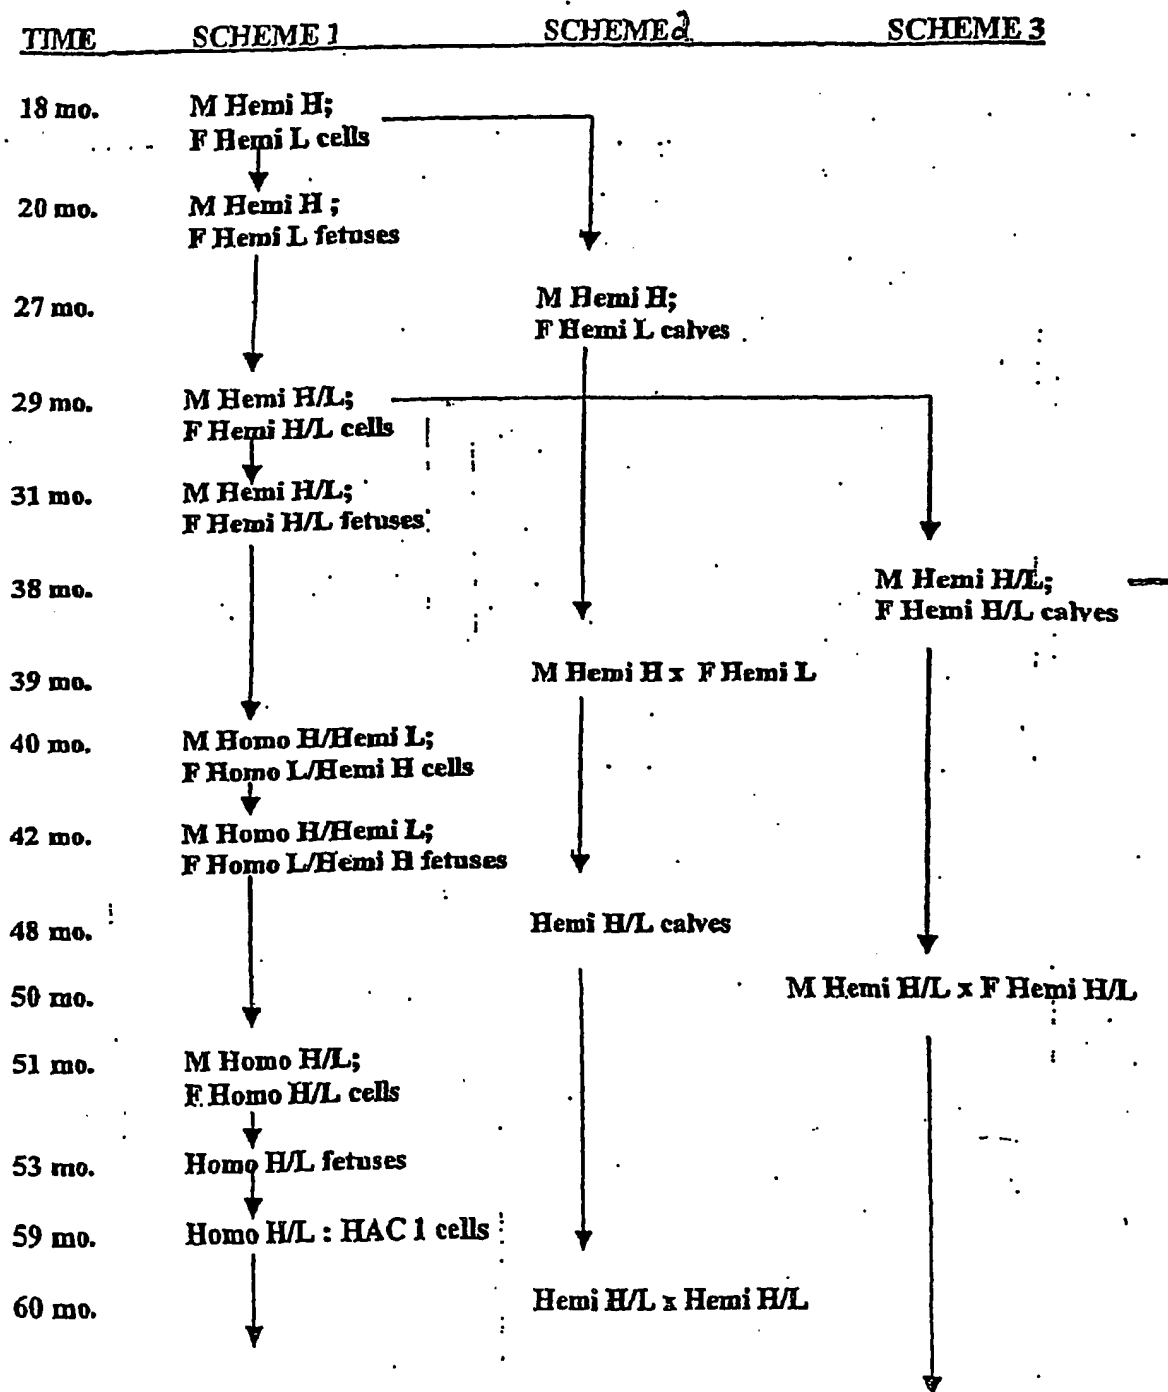 TIME SCHEME 1 SCHEME 2 SCHEME 3
18 mo. M Hemi H;
F Hemi L cells
20 mo. M Hemi H ;
F Hemi L fetuses
27 mo. M Hemi H;
F Hemi L calves
29 mo. M Hemi H/L;
F Hemi H/L cells
31 mo. M Hemi H/L;
F Hemi H/L fetuses
38 mo. M Hemi H/L;
F Hemi H/L calves
39 mo. M Hemi H x F Hemi L
40 mo. M Homo H/Hemi L;
F Homo L/Hemi H cells
42 mo. M Homo H/Hemi L;
F Homo L/Hemi H fetuses
48 mo. Hemi H/L calves
50 mo. M Hemi H/L x F Hemi H/L
51 mo. M Homo H/L;
F Homo H/L cells
53 mo. Homo H/L fetuses
59 mo. Homo H/L : HAC 1 cells
60 mo. Hemi H/L x Hemi H/L